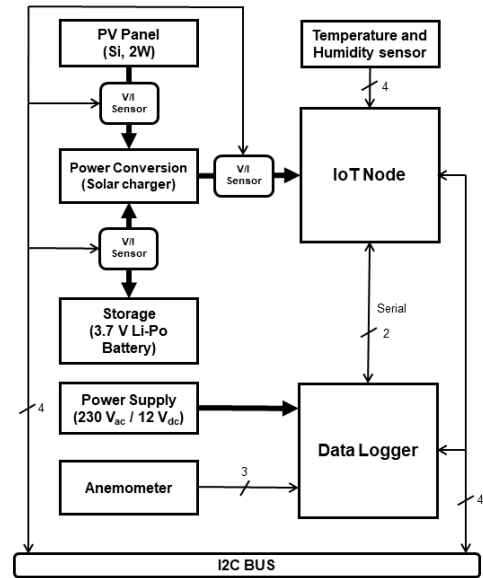 PV Panel
(Si, 2W)
Temperature and
Humidity sensor
V/I
Sensor
4
Power Conversion
(Solar charger)
V/I
Sensor
IoT Node
V/I
Sensor
Storage
(3.7 V Li-Po
Battery)
Serial
2
Power Supply
(230 Vac / 12 Vdc)
4
Data Logger
Anemometer
3
4
I2C BUS